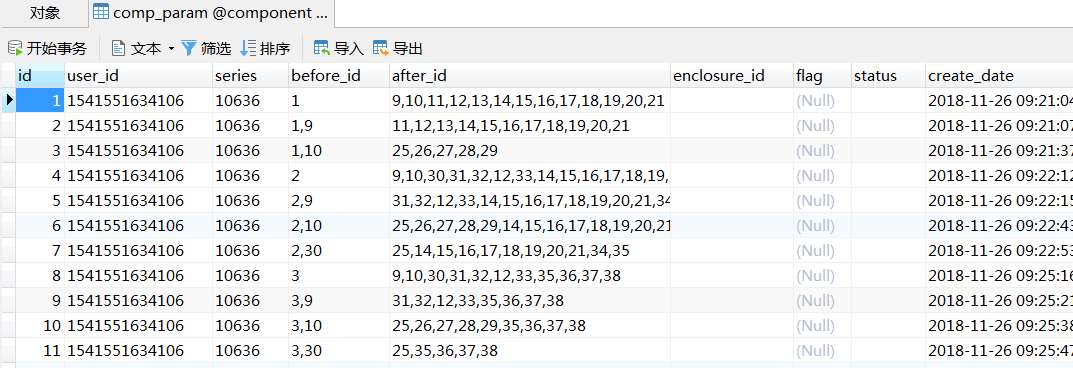 对象 comp_param @component ...
开始事务 文本 筛选 排序 导入 导出
id user_id series before_id after_id enclosure_id flag status create_date
1 1541551634106 10636 1 9,10,11,12,13,14,15,16,17,18,19,20,21 (Null) 2018-11-26 09:21:04
2 1541551634106 10636 1,9 11,12,13,14,15,16,17,18,19,20,21 (Null) 2018-11-26 09:21:07
3 1541551634106 10636 1,10 25,26,27,28,29 (Null) 2018-11-26 09:21:37
4 1541551634106 10636 2 9,10,30,31,32,12,33,14,15,16,17,18,19, (Null) 2018-11-26 09:22:12
5 1541551634106 10636 2,9 31,32,12,33,14,15,16,17,18,19,20,21,34 (Null) 2018-11-26 09:22:15
6 1541551634106 10636 2,10 25,26,27,28,29,14,15,16,17,18,19,20,21 (Null) 2018-11-26 09:22:43
7 1541551634106 10636 2,30 25,14,15,16,17,18,19,20,21,34,35 (Null) 2018-11-26 09:22:53
8 1541551634106 10636 3 9,10,30,31,32,12,33,35,36,37,38 (Null) 2018-11-26 09:25:16
9 1541551634106 10636 3,9 31,32,12,33,35,36,37,38 (Null) 2018-11-26 09:25:21
10 1541551634106 10636 3,10 25,26,27,28,29,35,36,37,38 (Null) 2018-11-26 09:25:38
11 1541551634106 10636 3,30 25,35,36,37,38 (Null) 2018-11-26 09:25:47